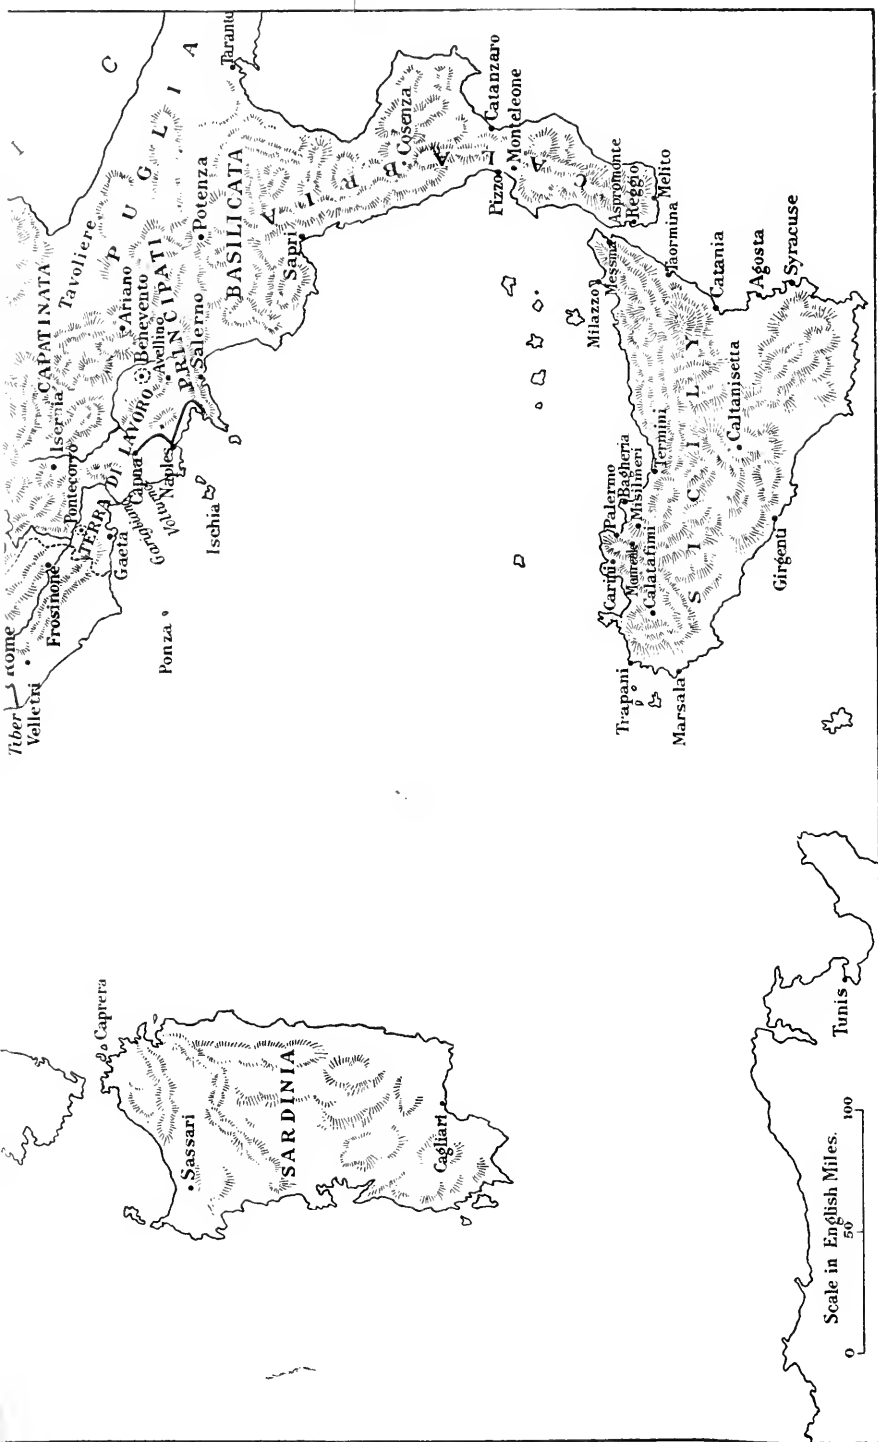 Tiber
Rome
Velletri
Frosinone
Pontecorvo
Isernia
CAPATINATA
Tavoliere
PUGLIA
C
TERRA DI LAVORO
Gaeta
Garigliano
Volturno
Capua
Naples
Ischia
Ponza
Ariano
Benevento
Avellino
PRINCIPATI
Salerno
Potenza
BASILICATA
Taranto
Sapri
CALABRIA
Cosenza
Catanzaro
Pizzo
Monteleone
Aspromonte
Reggio
Melito
Messina
Milazzo
Taormina
Catania
Agosta
Syracuse
SICILY
Caltanisetta
Termini
Bagheria
Misilmeri
Palermo
Carini
Monreale
Calatafimi
Trapani
Marsala
Girgenti
Caprera
Sassari
SARDINIA
Cagliari
Tunis
Scale in English Miles.
0 50 100